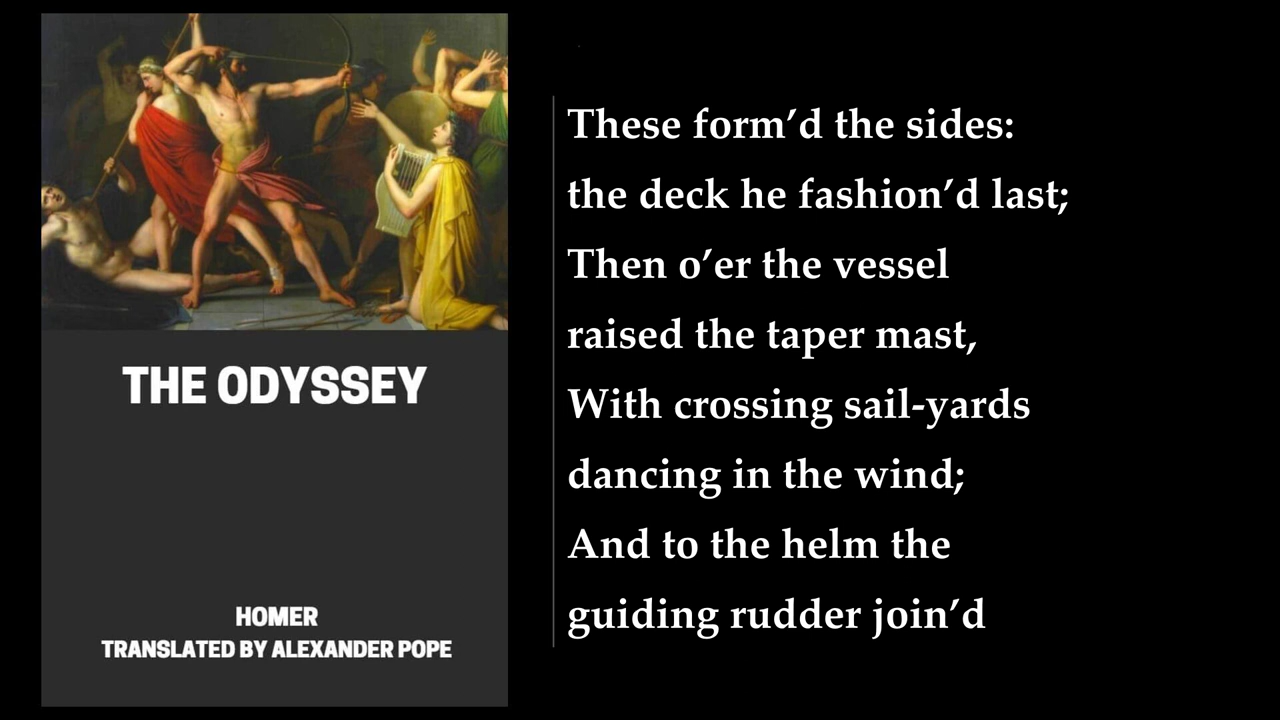 THE ODYSSEY
HOMER
TRANSLATED BY ALEXANDER POPE
These form’d the sides:
the deck he fashion’d last;
Then o’er the vessel
raised the taper mast,
With crossing sail-yards
dancing in the wind;
And to the helm the
guiding rudder join’d